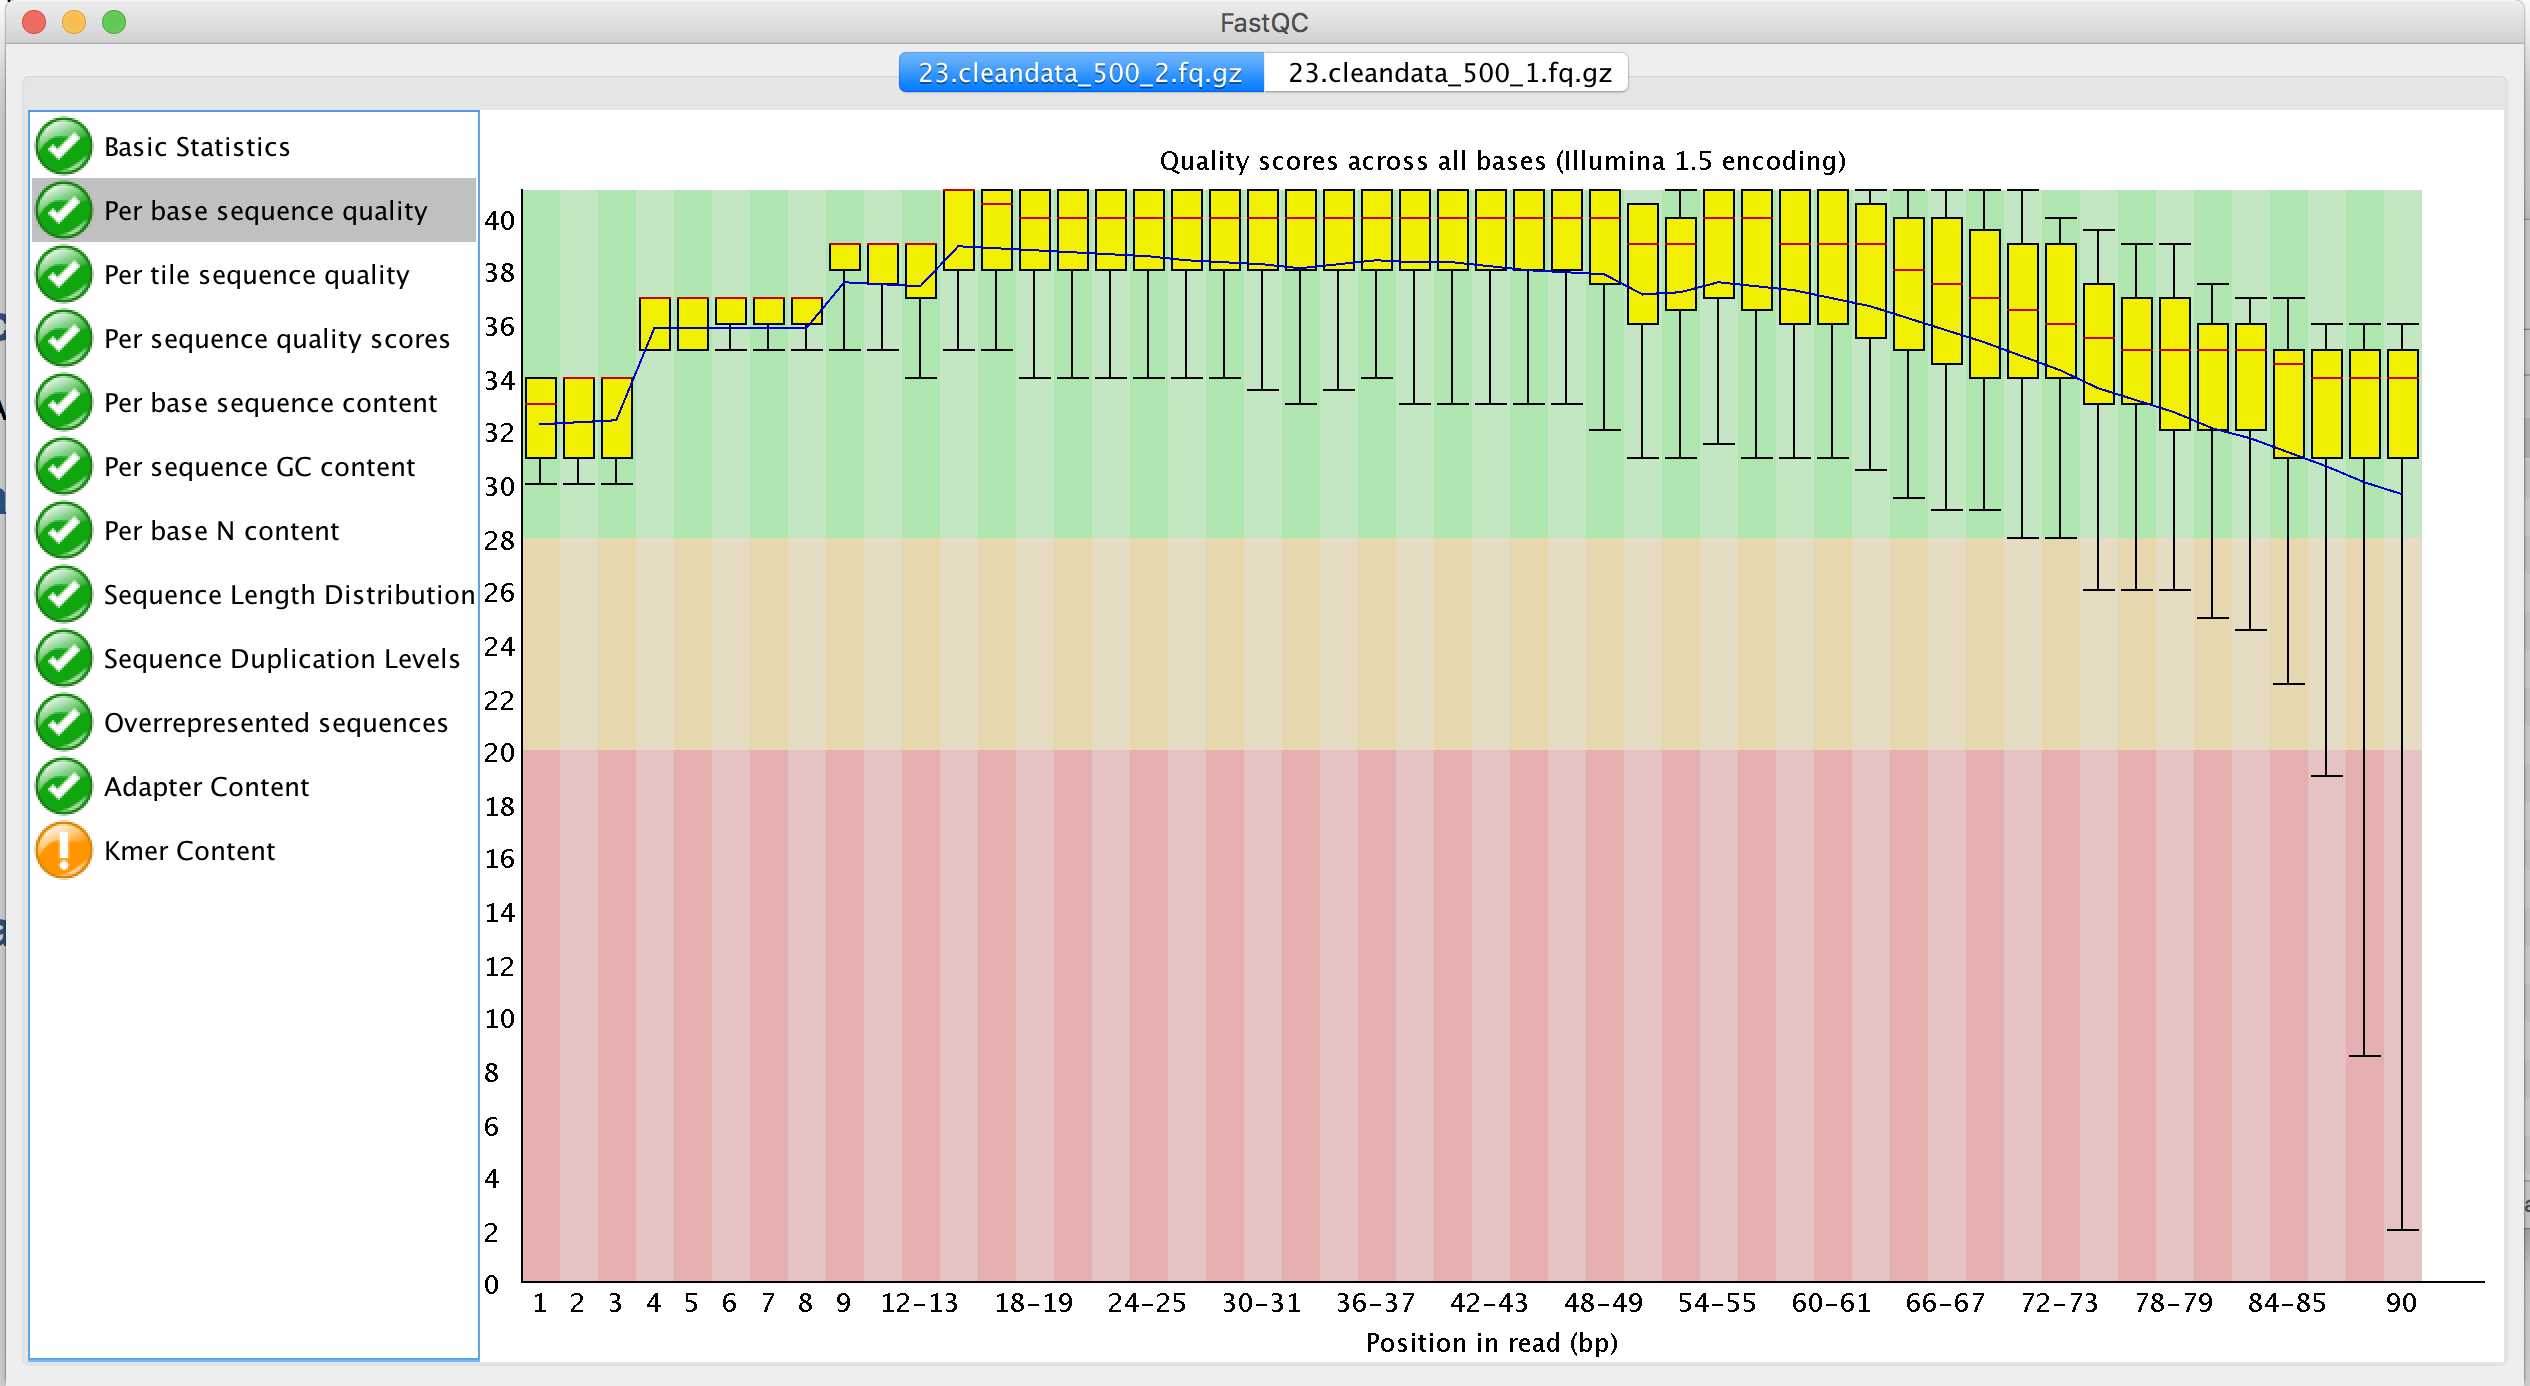 FastQC
23.cleandata_500_2.fq.gz 23.cleandata_500_1.fq.gz
Basic Statistics
Per base sequence quality
Per tile sequence quality
Per sequence quality scores
Per base sequence content
Per sequence GC content
Per base N content
Sequence Length Distribution
Sequence Duplication Levels
Overrepresented sequences
Adapter Content
Kmer Content
Quality scores across all bases (Illumina 1.5 encoding)
40
38
36
34
32
30
28
26
24
22
20
18
16
14
12
10
8
6
4
2
0
1 2 3 4 5 6 7 8 9 12-13 18-19 24-25 30-31 36-37 42-43 48-49 54-55 60-61 66-67 72-73 78-79 84-85 90
Position in read (bp)